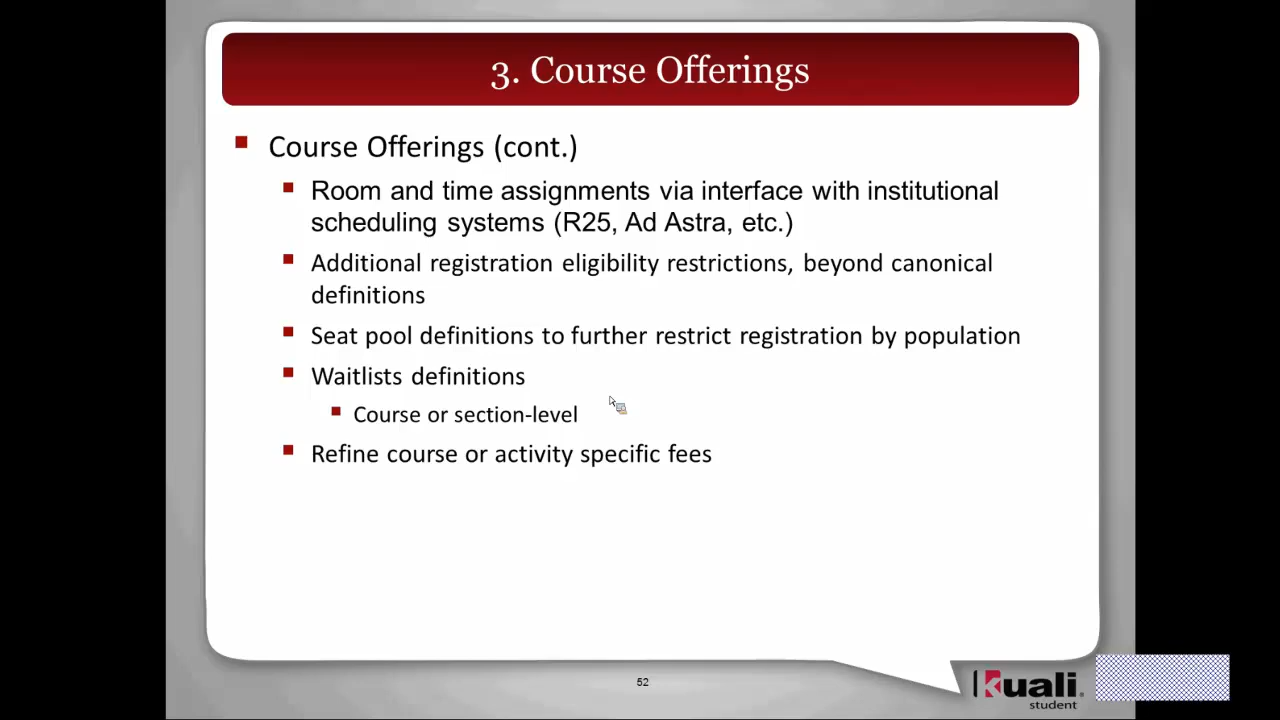 3. Course Offerings
Course Offerings (cont.)
Room and time assignments via interface with institutional
scheduling systems (R25, Ad Astra, etc.)
Additional registration eligibility restrictions, beyond canonical
definitions
Seat pool definitions to further restrict registration by population
Waitlists definitions
Course or section-level
Refine course or activity specific fees
52
Kuali®
student